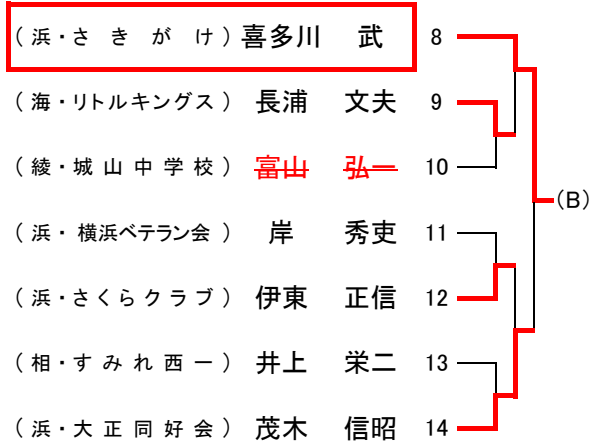 (浜・さきがけ) 喜多川 武 8
(海・リトルキングス) 長浦 文夫 9
(綾・城山中学校) 富山 弘一 10
(B)
(浜・横浜ベテラン会) 岸 秀吏 11
(浜・さくらクラブ) 伊東 正信 12
(相・すみれ西一) 井上 栄二 13
(浜・大正同好会) 茂木 信昭 14